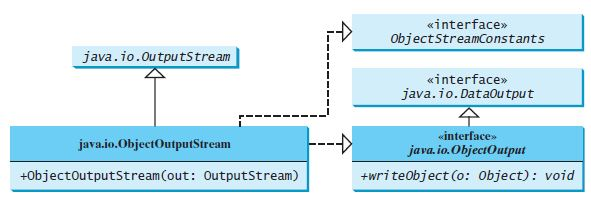 «interface»
ObjectStreamConstants
java.io.OutputStream
«interface»
java.io.DataOutput
java.io.ObjectOutputStream
+ObjectOutputStream(out: OutputStream)
«interface»
java.io.ObjectOutput
+writeObject(o: Object): void